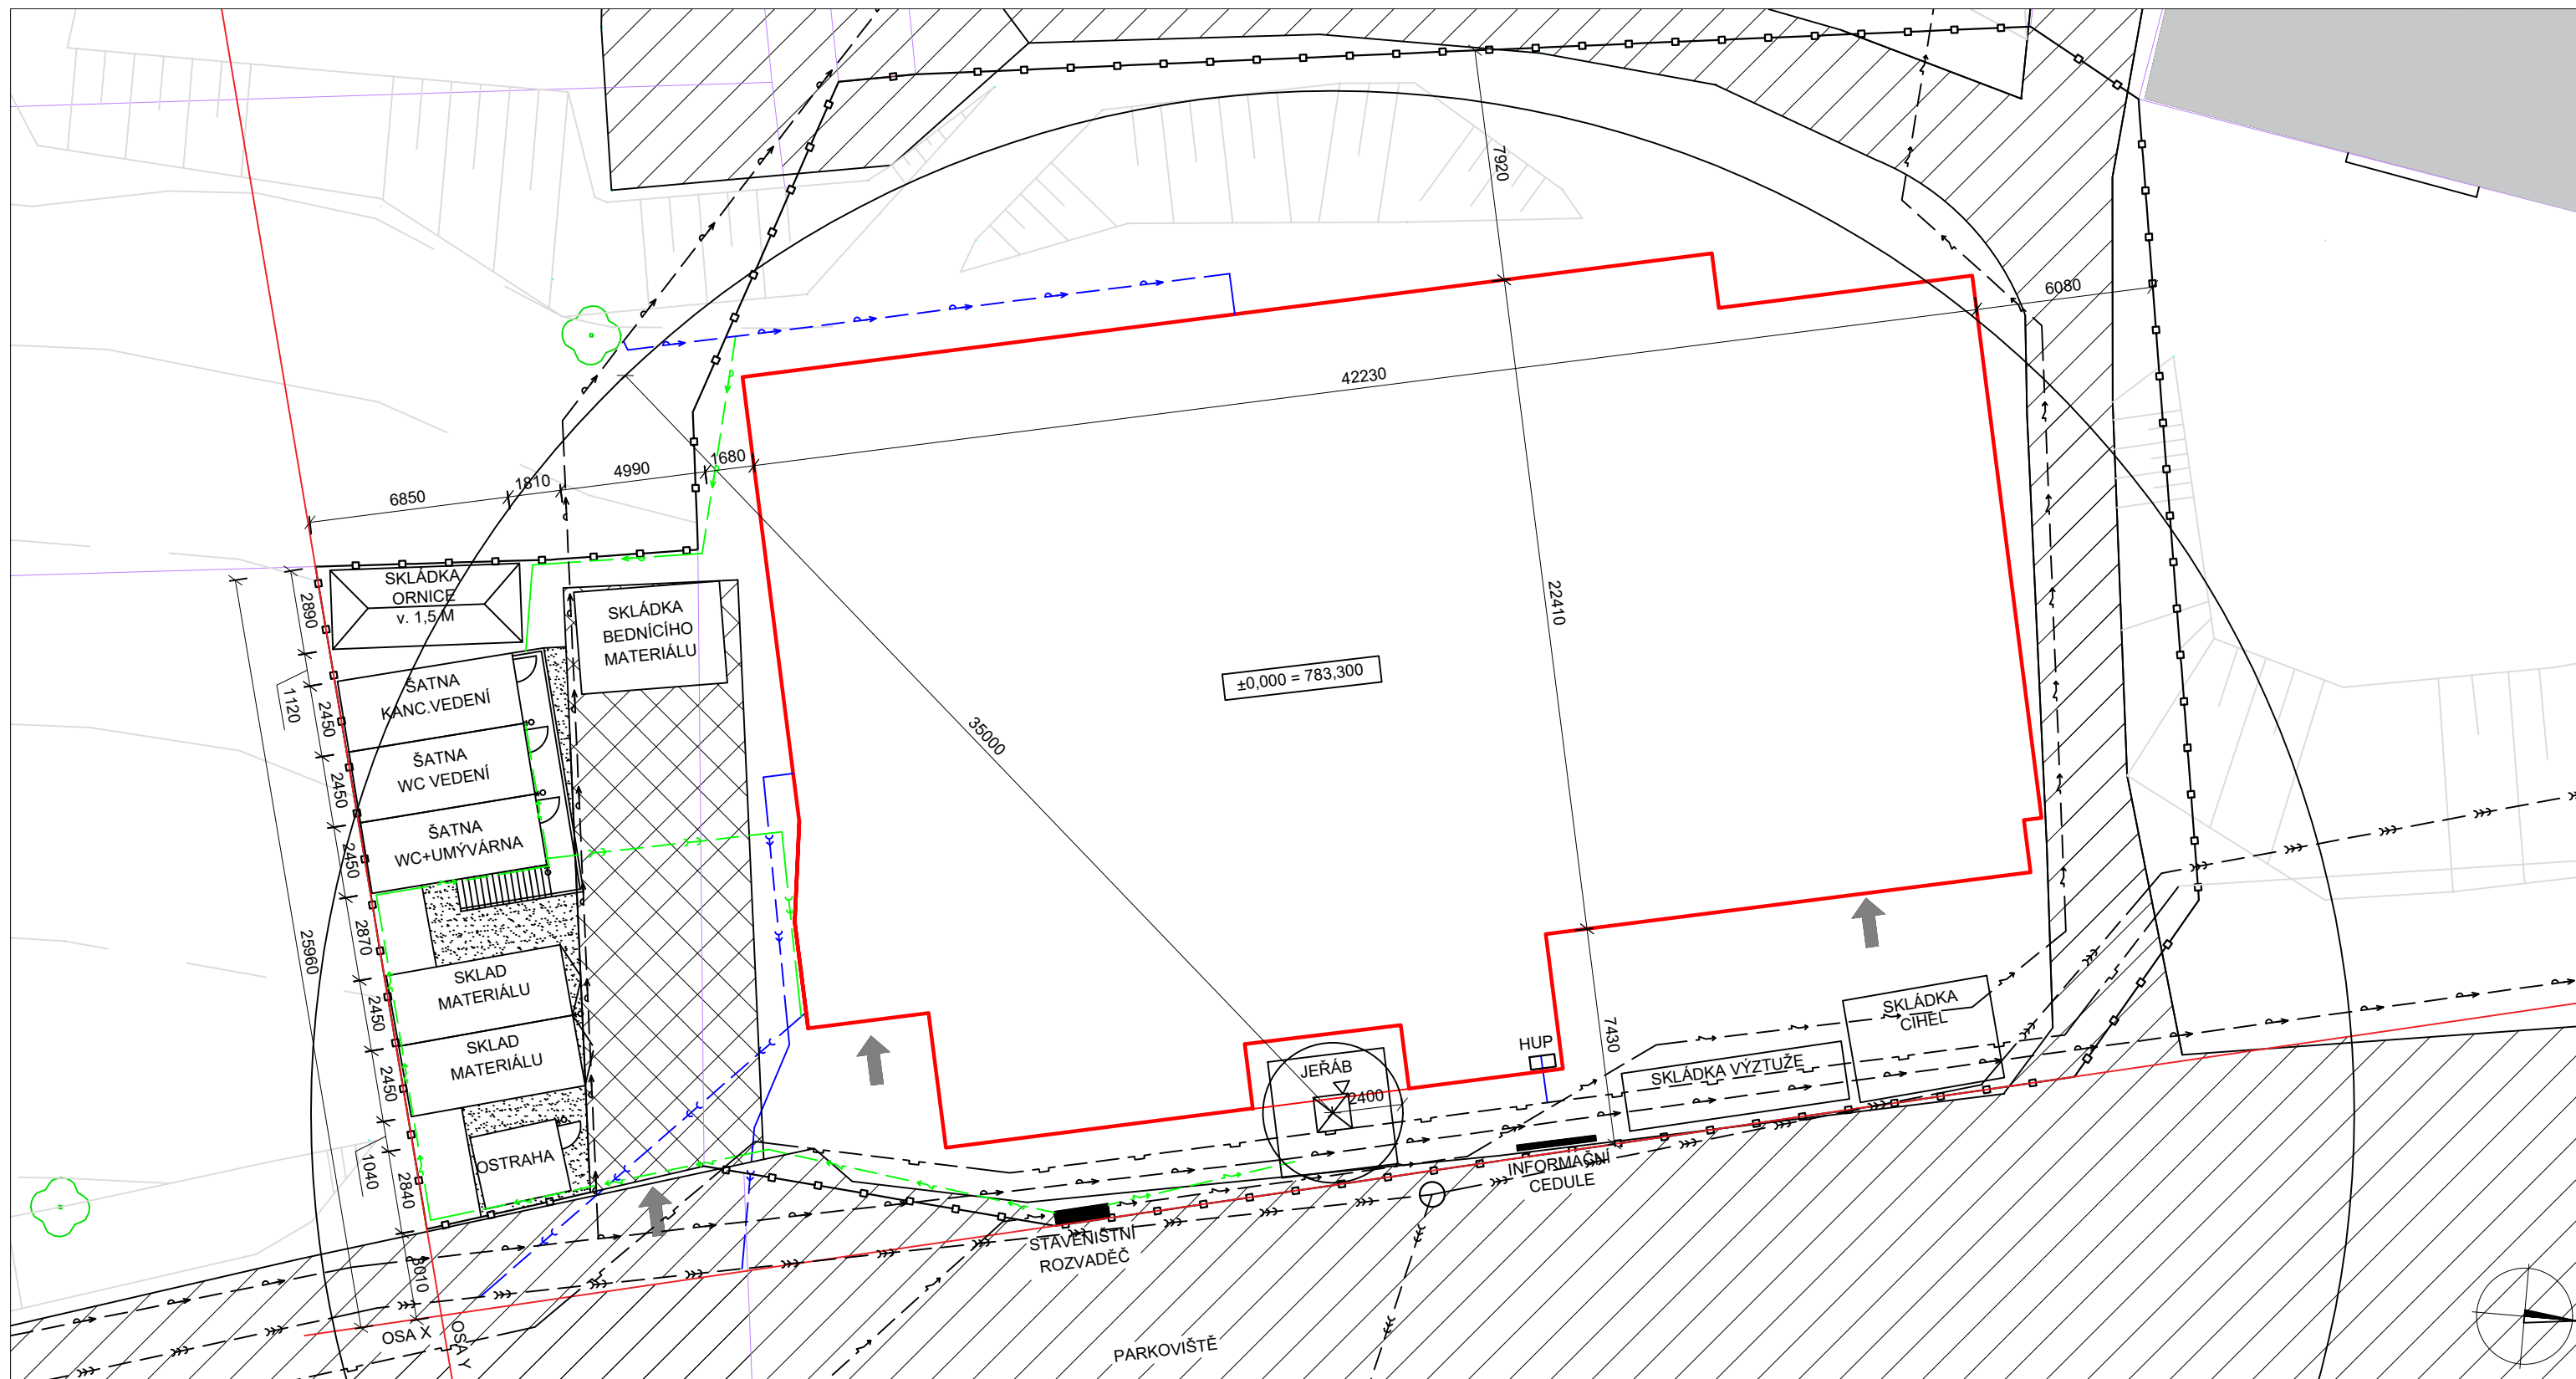 7920
6080
42230
1680
4990
1810
6850
SKLÁDKA
ORNICE
v. 1,5 M
2890
SKLÁDKA
BEDNÍCÍHO
MATERIÁLU
22410
±0,000 = 783,300
1120
ŠATNA
KANC.VEDENÍ
2450
35000
ŠATNA
WC VEDENÍ
2450
ŠATNA
WC+UMÝVÁRNA
2450
25960
2870
SKLAD
MATERIÁLU
2450
SKLAD
MATERIÁLU
2450
SKLÁDKA
CIHEL
7430
HUP
SKLÁDKA VÝZTUŽE
JEŘÁB
2400
OSTRAHA
1040
2840
INFORMAČNÍ
CEDULE
STAVENIŠTNÍ
ROZVADĚČ
3010
OSA X
OSA Y
PARKOVIŠTĚ